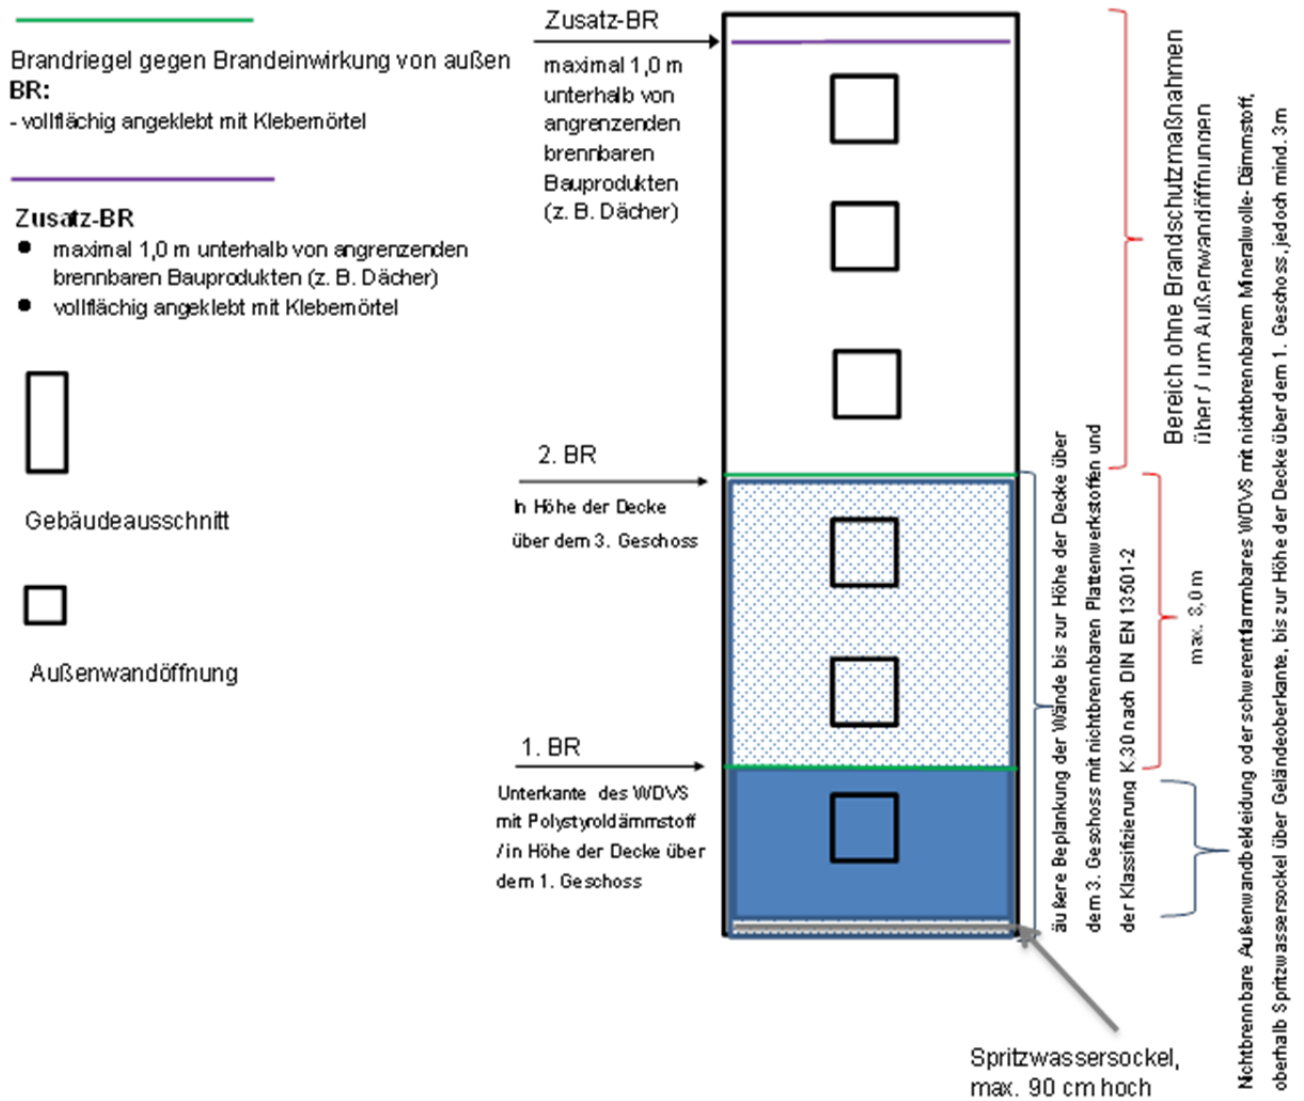 Brandriegel gegen Brandeinwirkung von außen
BR:
- vollflächig angeklebt mit Klebemörtel
Zusatz-BR
● maximal 1,0 m unterhalb von angrenzenden
brennbaren Bauprodukten (z. B. Dächer)
● vollflächig angeklebt mit Klebemörtel
Gebäudeausschnitt
Außenwandöffnung
Zusatz-BR
maximal 1,0 m
unterhalb von
angrenzenden
brennbaren
Bauprodukten
(z. B. Dächer)
2. BR
In Höhe der Decke
über dem 3. Geschoss
1. BR
Unterkante des WDVS
mit Polystyroldämmstoff
/ in Höhe der Decke über
dem 1. Geschoss
äußere Beplankung der Wände bis zur Höhe der Decke über
dem 3. Geschoss mit nichtbrennbaren Plattenwerkstoffen und
der Klassifizierung K₂30 nach DIN EN 13501-2
Bereich ohne Brandschutzmaßnahmen
über / um Außenwandöffnungen
max. 8,0 m
Nichtbrennbare Außenwandbekleidung oder schwerentflammbares WDVS mit nichtbrennbarem Mineralwolle-Dämmstoff,
oberhalb Spritzwassersockel über Geländeoberkante, bis zur Höhe der Decke über dem 1. Geschoss, jedoch mind. 3m
Spritzwassersockel,
max. 90 cm hoch